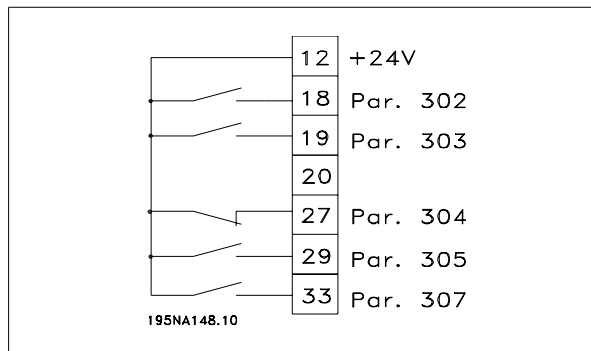 12 +24V
18 Par. 302
19 Par. 303
20
27 Par. 304
29 Par. 305
33 Par. 307
195NA148.10